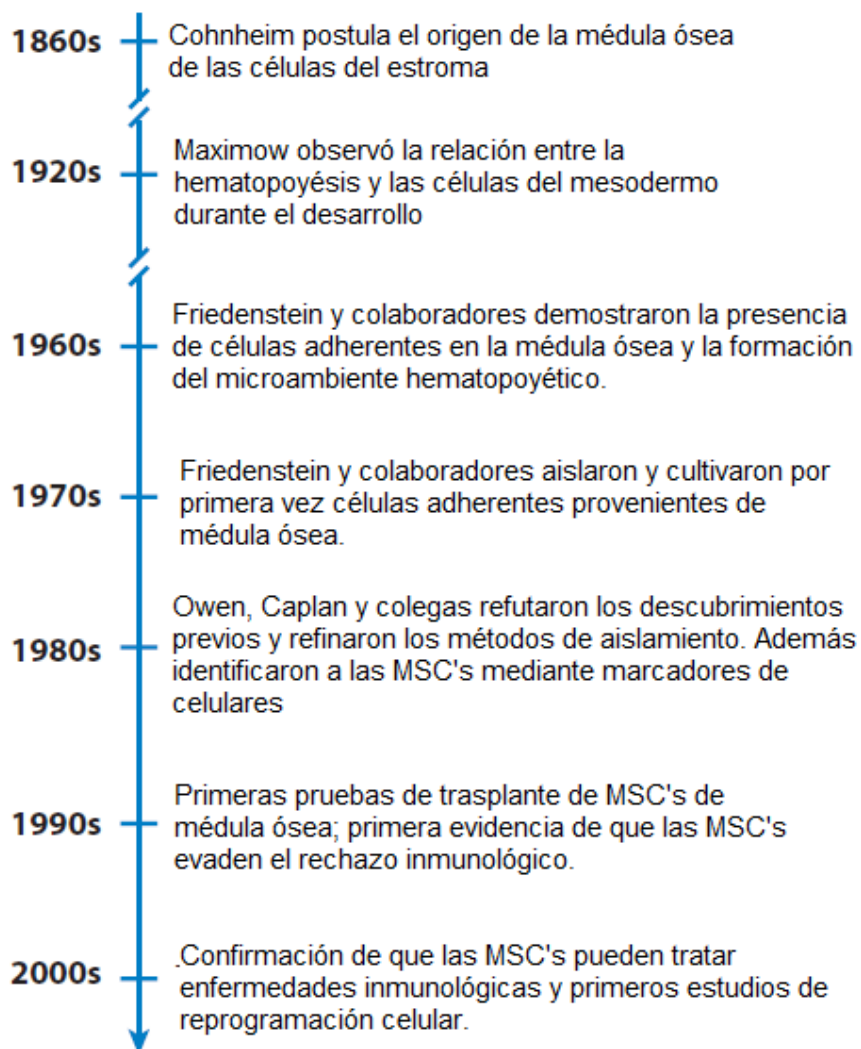 1860s
Cohnheim postula el origen de la médula ósea
de las células del estroma
1920s
Maximow observó la relación entre la
hematopoyésis y las células del mesodermo
durante el desarrollo
1960s
Friedenstein y colaboradores demostraron la presencia
de células adherentes en la médula ósea y la formación
del microambiente hematopoyético.
1970s
Friedenstein y colaboradores aislaron y cultivaron por
primera vez células adherentes provenientes de
médula ósea.
1980s
Owen, Caplan y colegas refutaron los descubrimientos
previos y refinaron los métodos de aislamiento. Además
identificaron a las MSC's mediante marcadores de
celulares
1990s
Primeras pruebas de trasplante de MSC's de
médula ósea; primera evidencia de que las MSC's
evaden el rechazo inmunológico.
2000s
.Confirmación de que las MSC's pueden tratar
enfermedades inmunológicas y primeros estudios de
reprogramación celular.